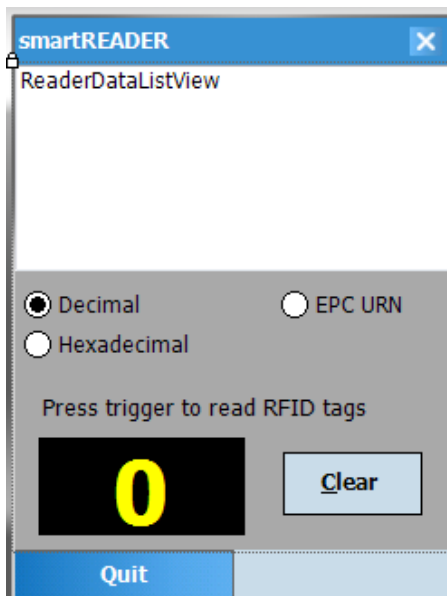 smartREADER
ReaderDataListView
Decimal
EPC URN
Hexadecimal
Press trigger to read RFID tags
0
Clear
Quit